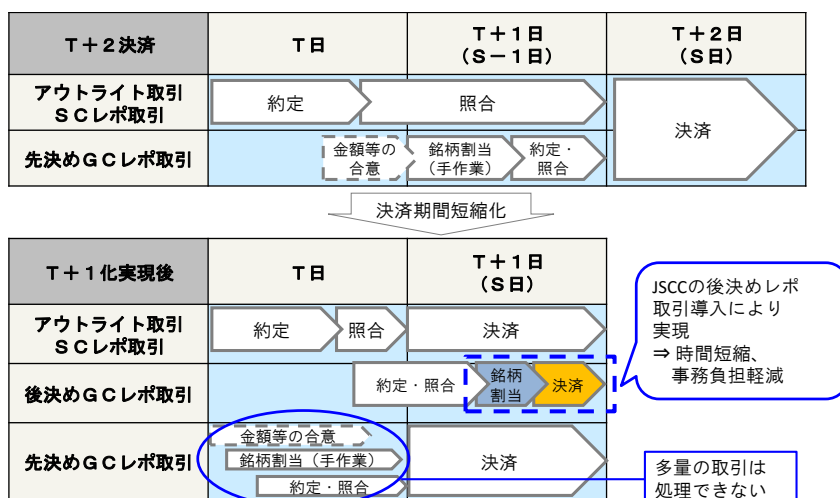 Ｔ＋２決済
Ｔ日
Ｔ＋１日
（Ｓ－１日）
Ｔ＋２日
（Ｓ日）
アウトライト取引
ＳＣレポ取引
約定
照合
決済
先決めＧＣレポ取引
金額等の
合意
銘柄割当
（手作業）
約定・
照合
決済期間短縮化
Ｔ＋１化実現後
Ｔ日
Ｔ＋１日
（Ｓ日）
アウトライト取引
ＳＣレポ取引
約定
照合
決済
後決めＧＣレポ取引
約定・照合
銘柄
割当
決済
JSCCの後決めレポ
取引導入により
実現
⇒ 時間短縮、
事務負担軽減
先決めＧＣレポ取引
金額等の合意
銘柄割当（手作業）
約定・照合
決済
多量の取引は
処理できない